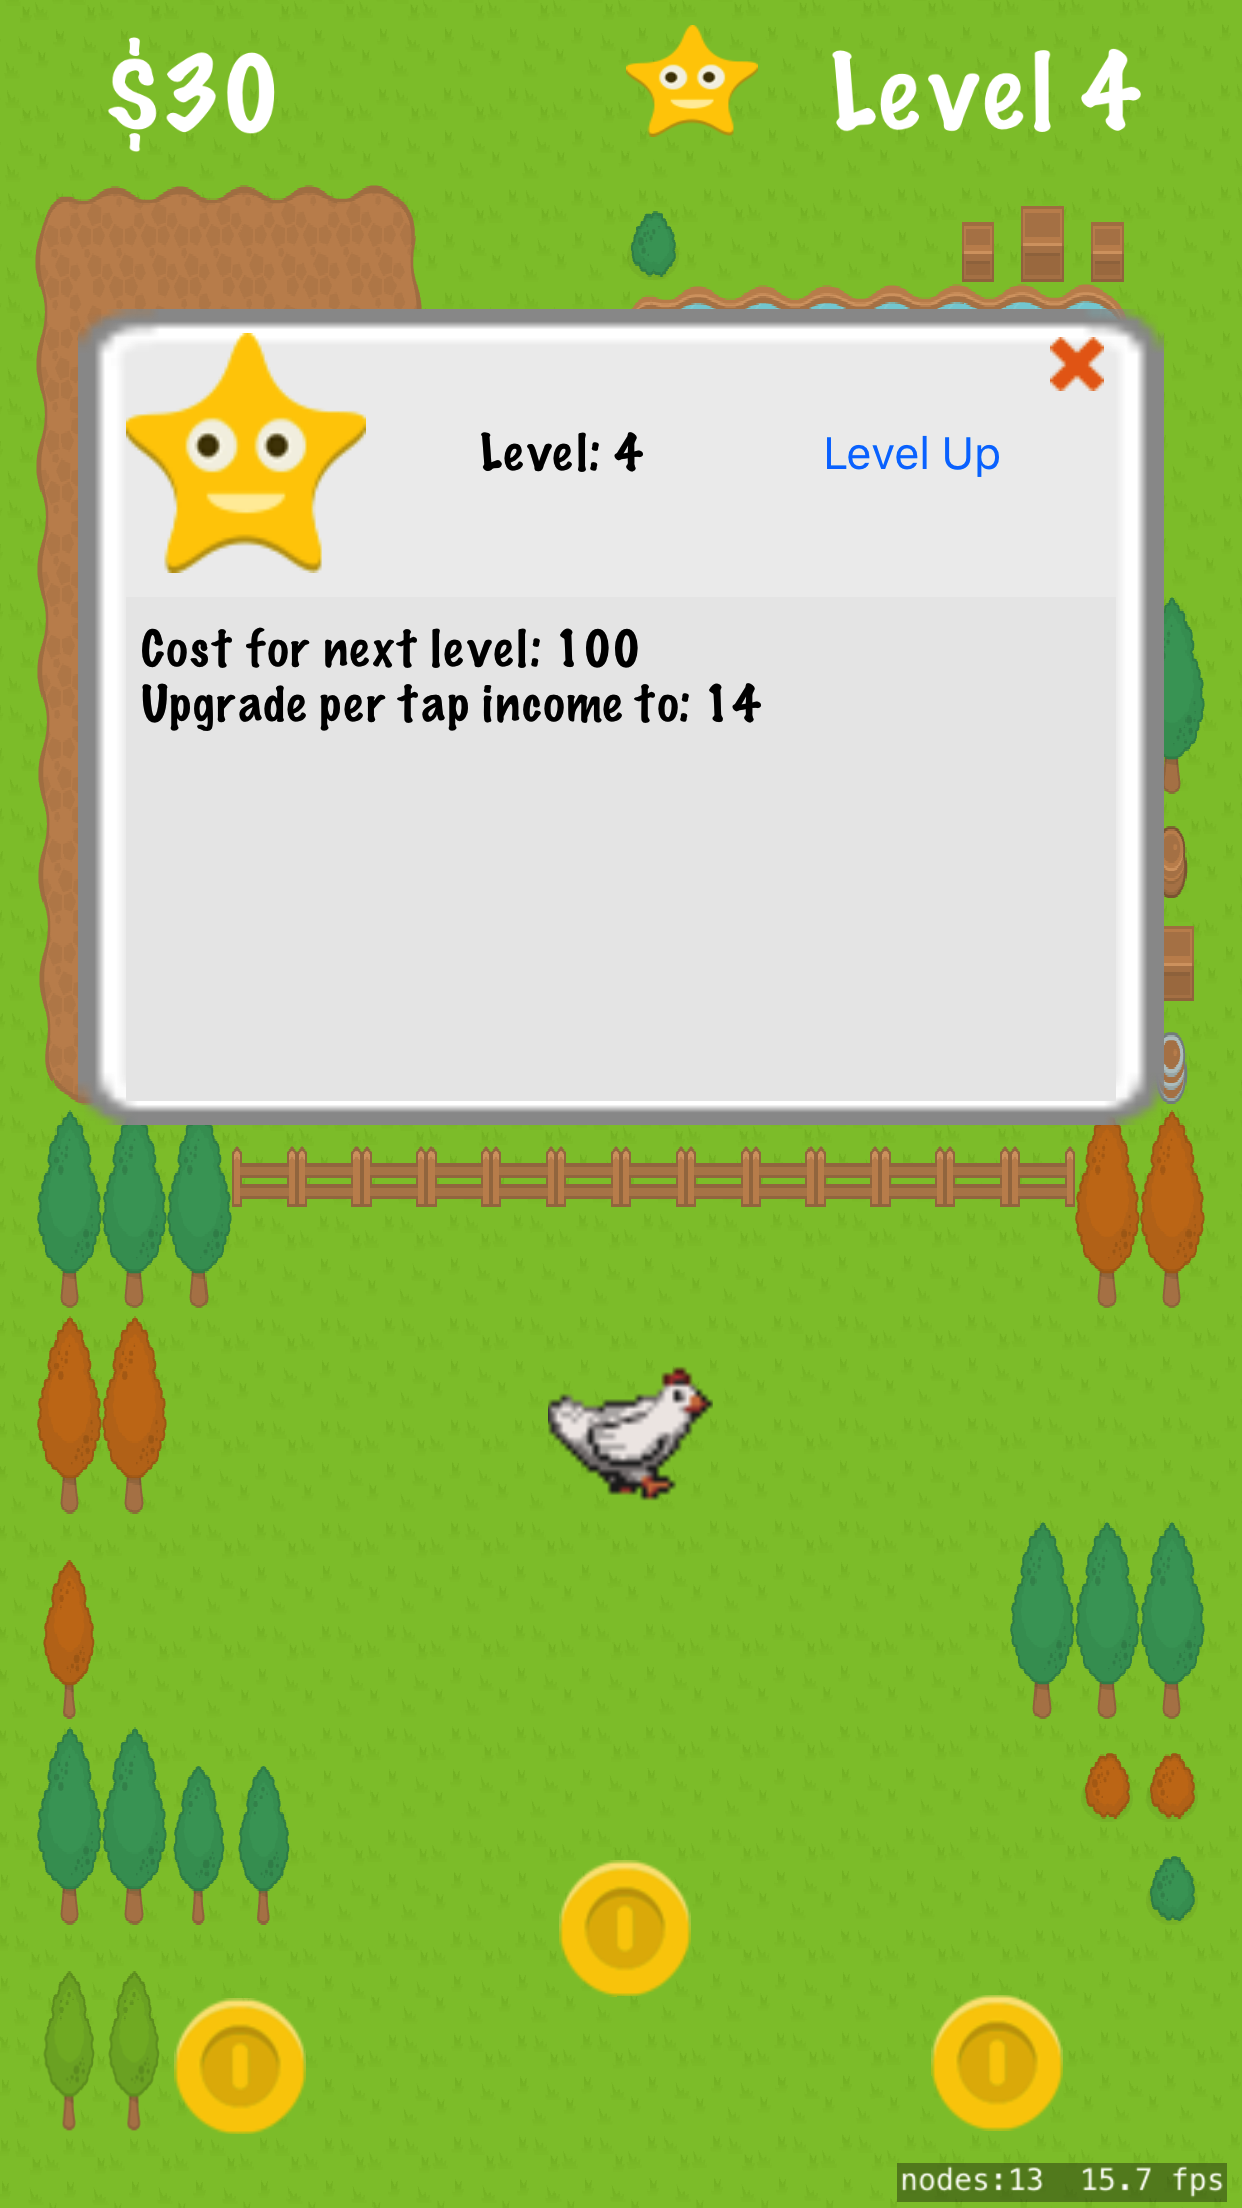 $30
Level 4
Level: 4
Level Up
Cost for next level: 100
Upgrade per tap income to: 14
nodes:13 15.7 fps